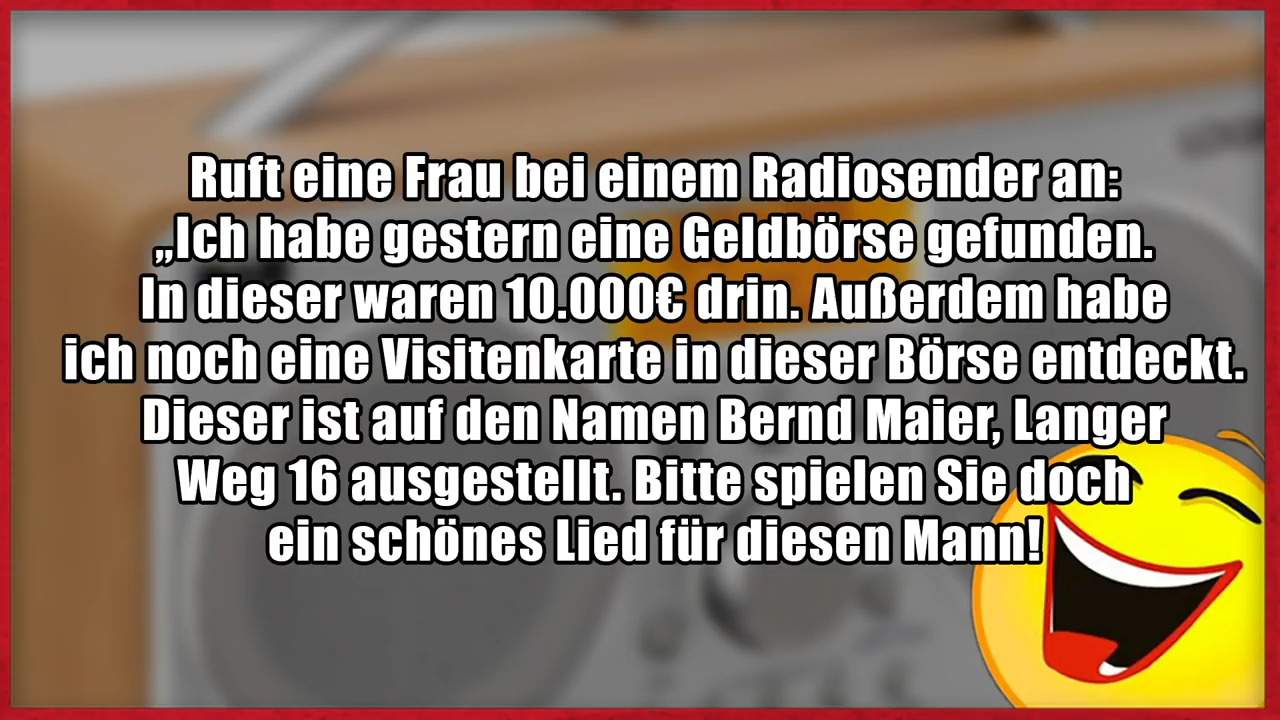 Ruft eine Frau bei einem Radiosender an:
„Ich habe gestern eine Geldbörse gefunden.
In dieser waren 10.000€ drin. Außerdem habe
ich noch eine Visitenkarte in dieser Börse entdeckt.
Dieser ist auf den Namen Bernd Maier, Langer
Weg 16 ausgestellt. Bitte spielen Sie doch
ein schönes Lied für diesen Mann!